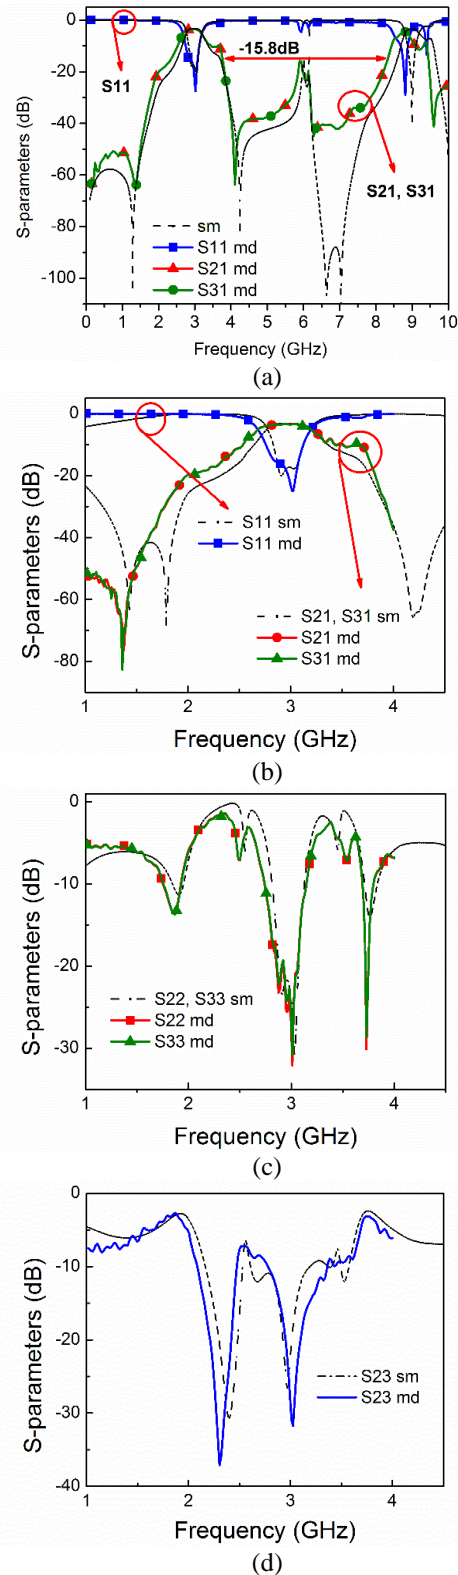 0
-15.8dB
-20
S11
-40
S-parameters (dB)
-60
S21, S31
-80
sm
S11 md
S21 md
-100
S31 md
0 1 2 3 4 5 6 7 8 9 10
Frequency (GHz)
(a)
0
-20
S-parameters (dB)
-40
S11 sm
S11 md
-60
S21, S31 sm
S21 md
-80
S31 md
1 2 3 4
Frequency (GHz)
(b)
0
-10
S-parameters (dB)
-20
S22, S33 sm
S22 md
S33 md
-30
1 2 3 4
Frequency (GHz)
(c)
0
-10
S-parameters (dB)
-20
S23 sm
S23 md
-30
-40
1 2 3 4
Frequency (GHz)
(d)